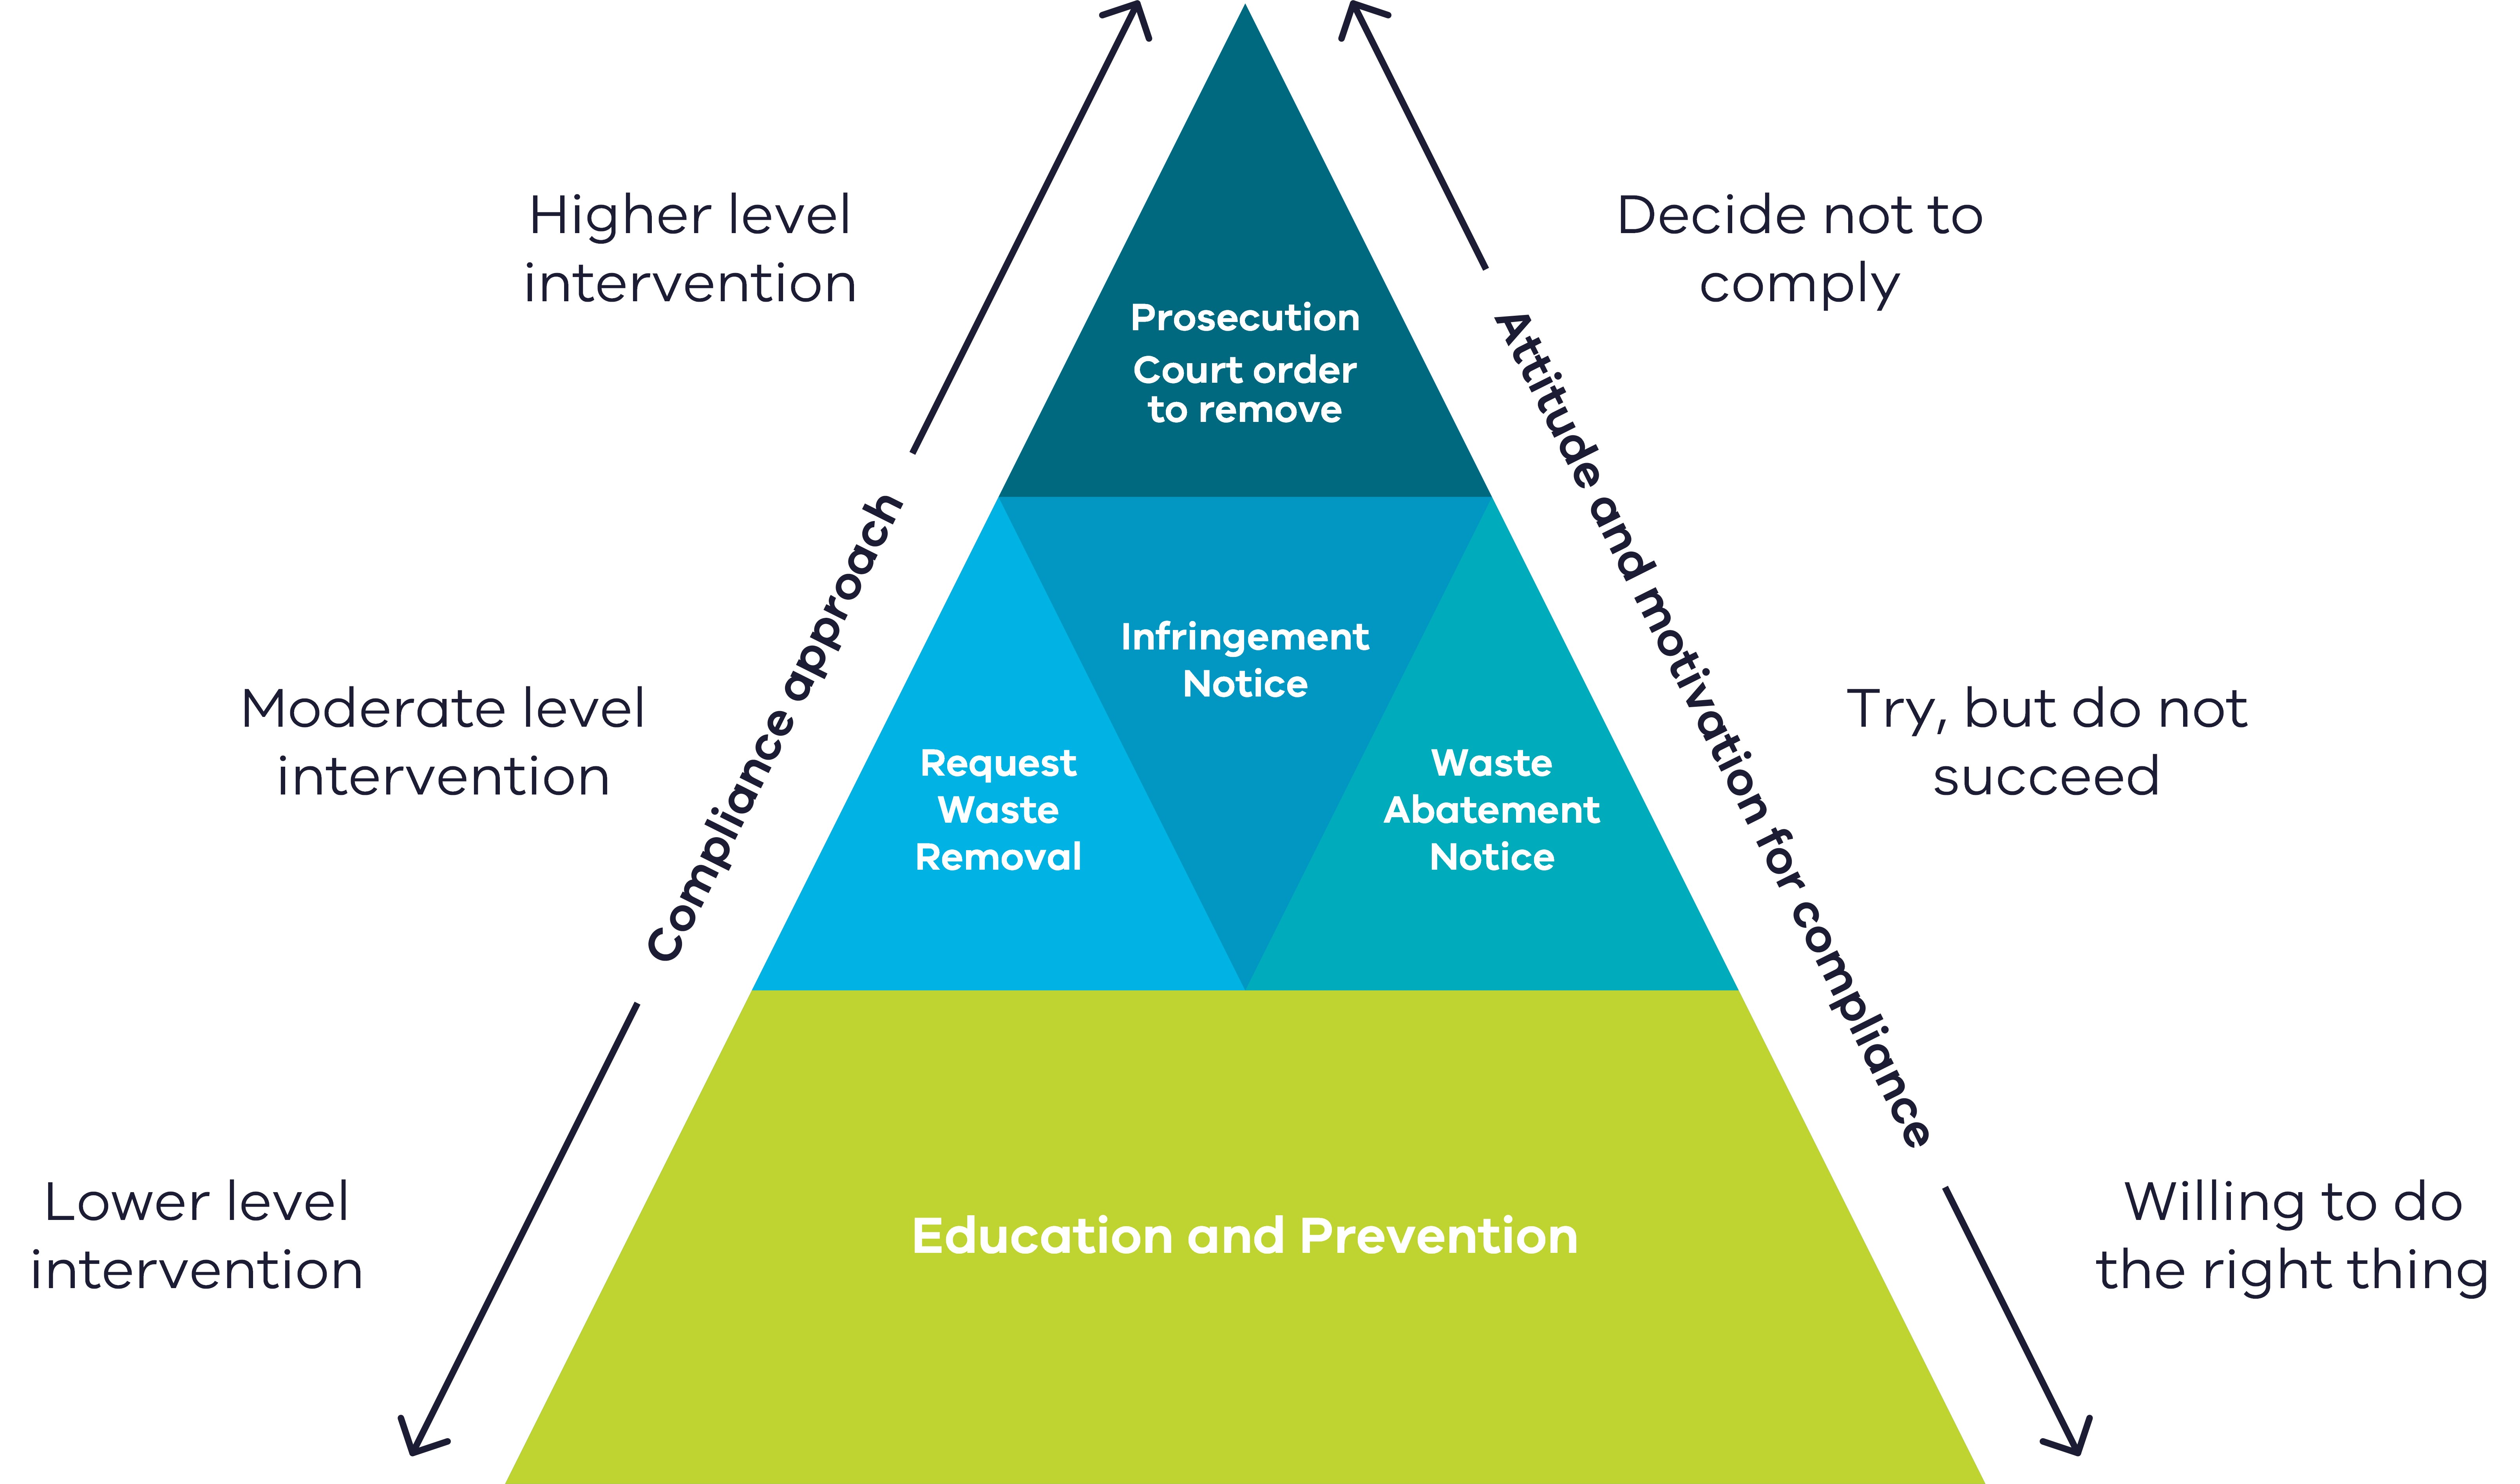 Higher level
intervention
Decide not to
comply
Prosecution
Court order
to remove
Compliance approach
Attitude and motivation for compliance
Moderate level
intervention
Infringement
Notice
Request
Waste
Removal
Waste
Abatement
Notice
Try, but do not
succeed
Lower level
intervention
Education and Prevention
Willing to do
the right thing